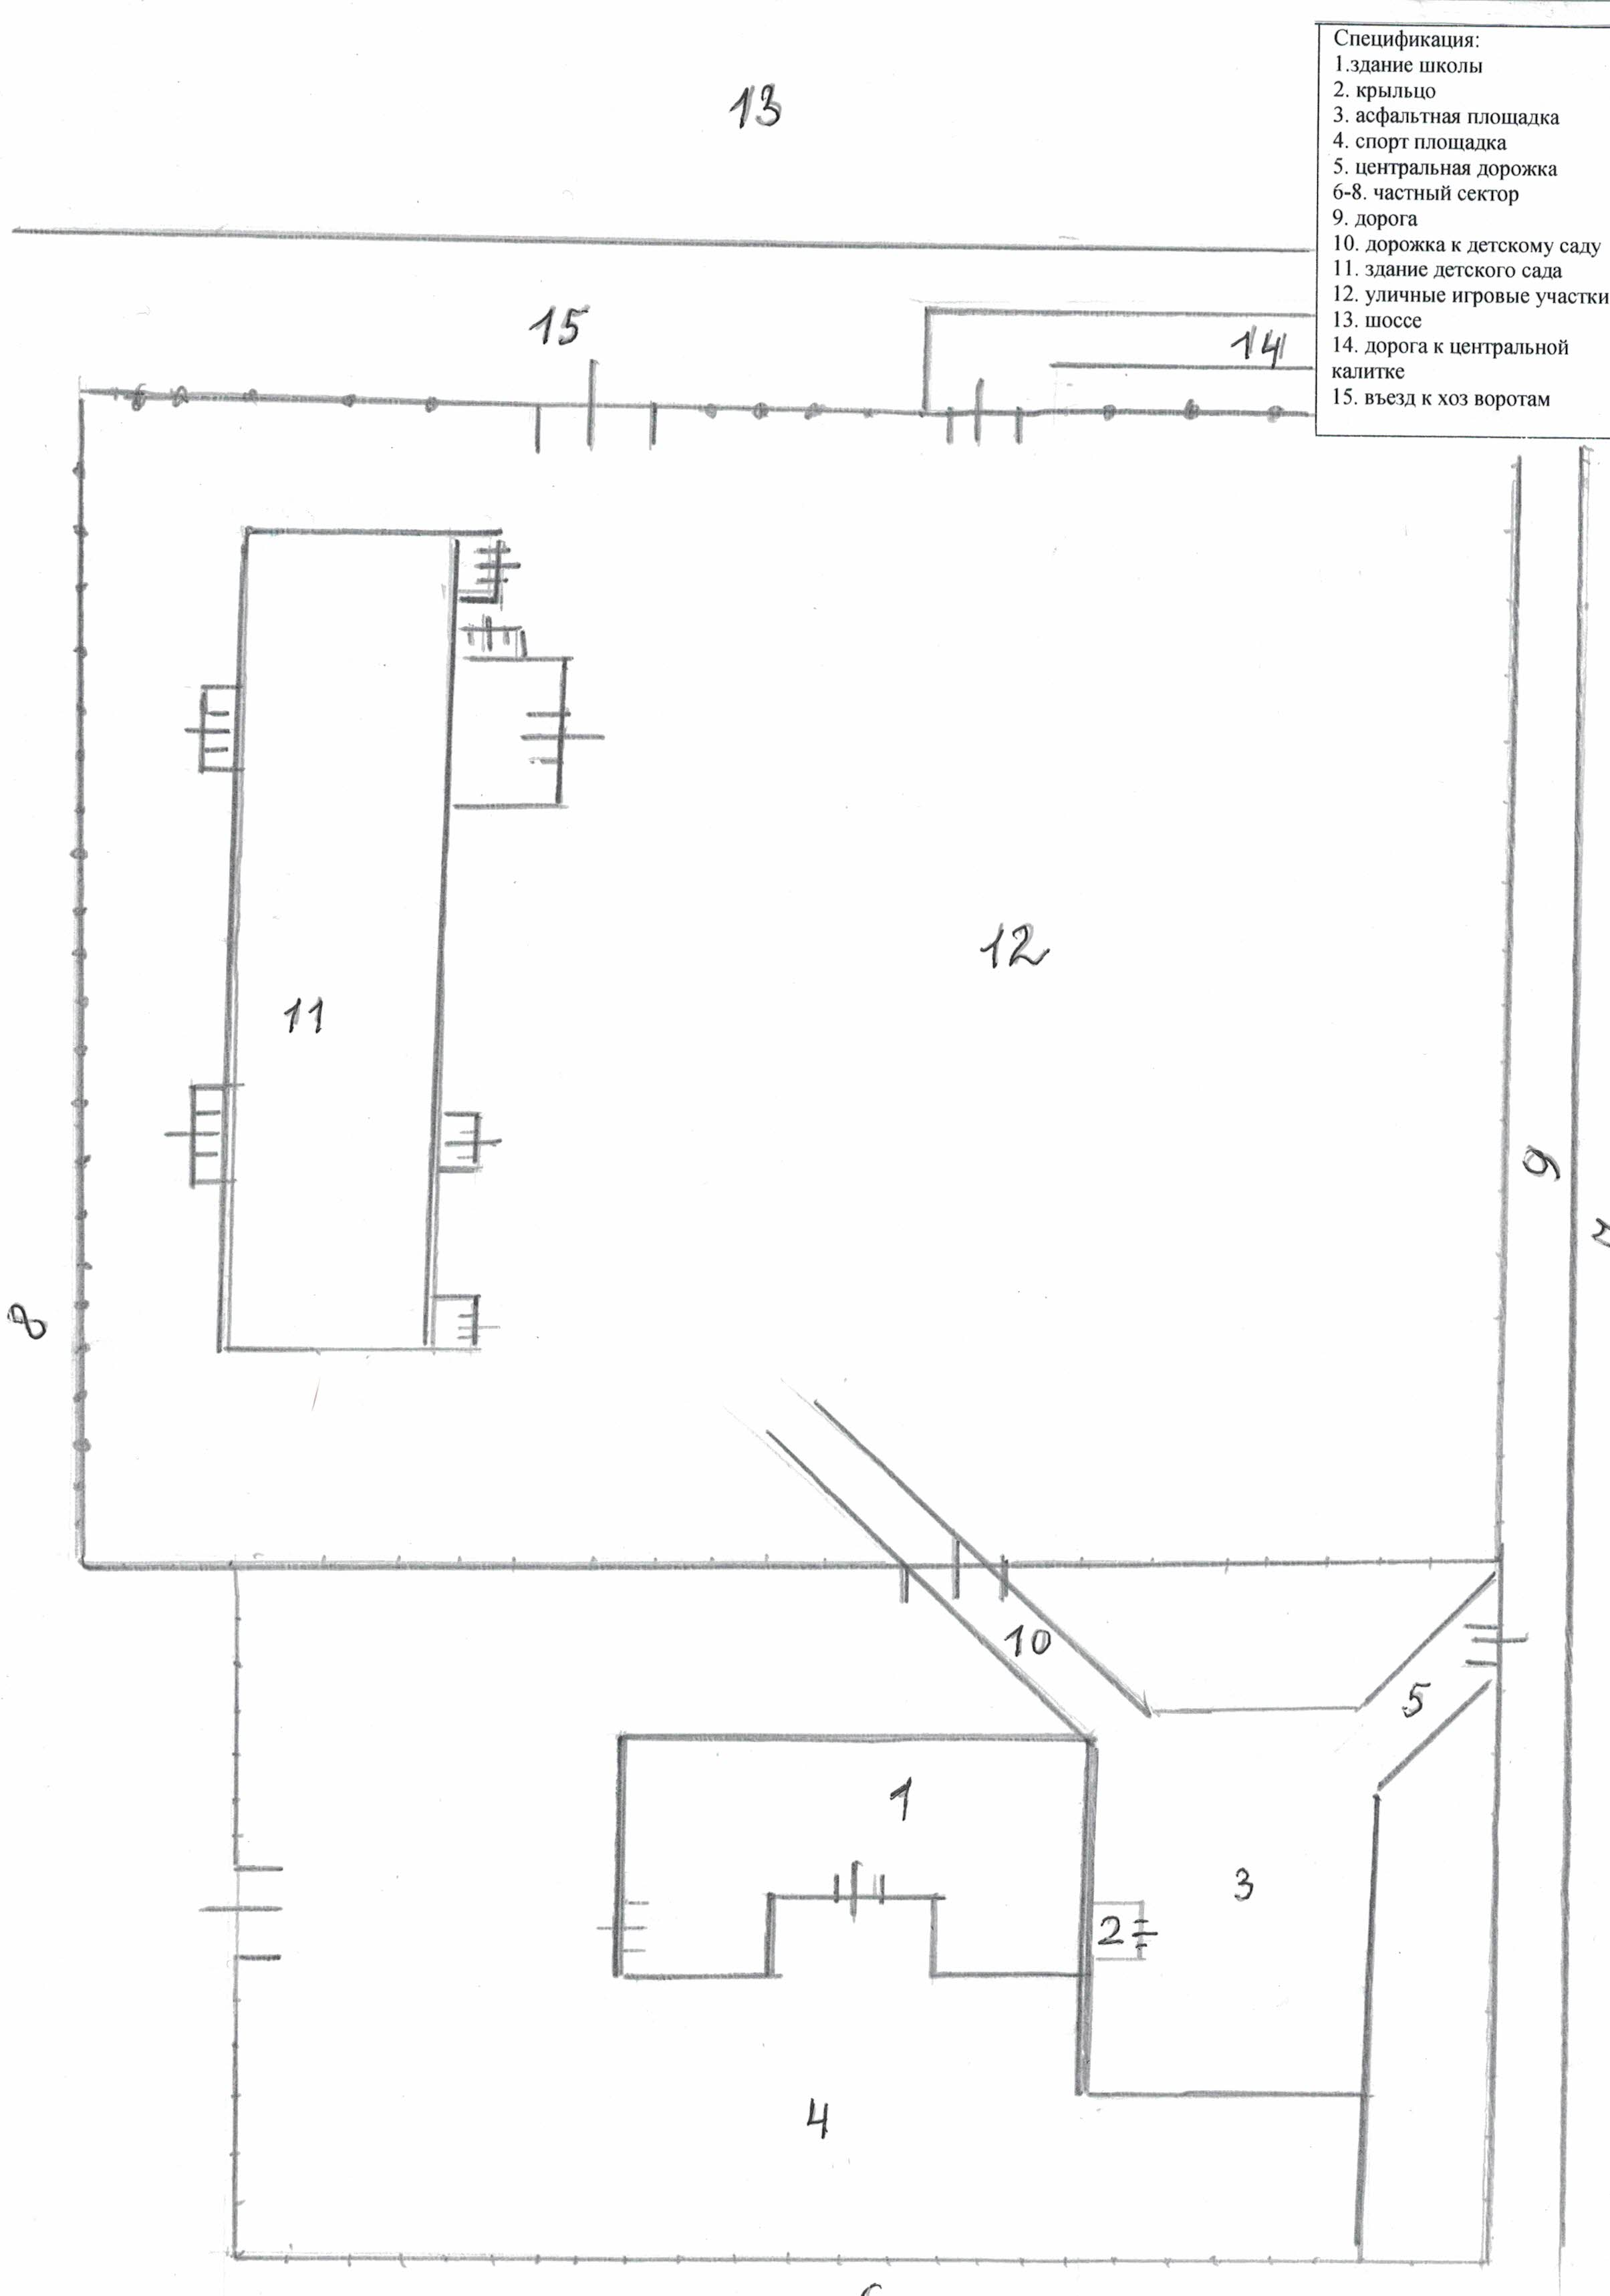 Спецификация:
1.здание школы
2. крыльцо
3. асфальтная площадка
4. спорт площадка
5. центральная дорожка
6-8. частный сектор
9. дорога
10. дорожка к детскому саду
11. здание детского сада
12. уличные игровые участки
13. шоссе
14. дорога к центральной
калитке
15. въезд к хоз воротам
13
15
14
12
11
9
8
10
5
1
3
2
4